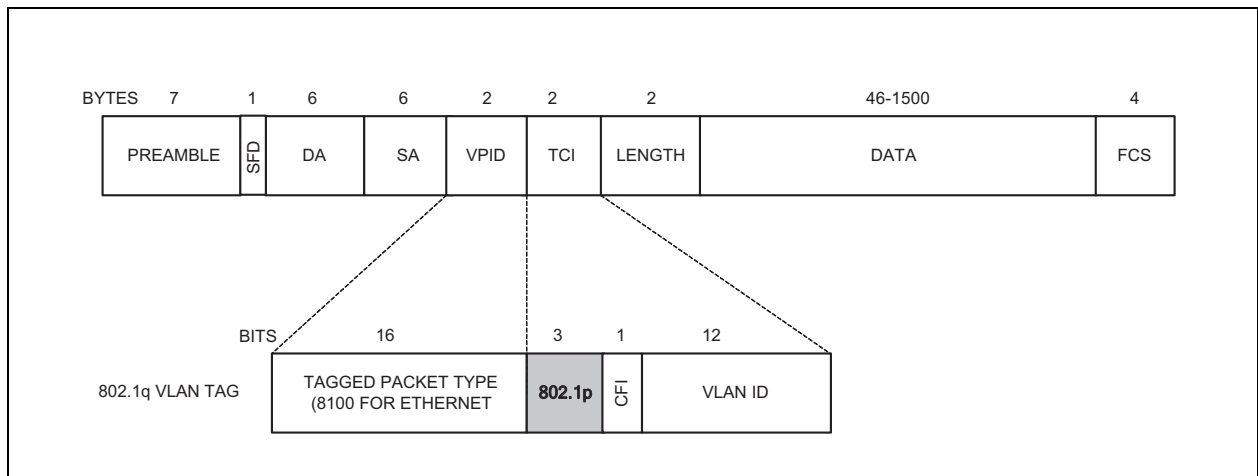 BYTES 7 1 6 6 2 2 2 46-1500 4
PREAMBLE SFD DA SA VPID TCI LENGTH DATA FCS
BITS 16 3 1 12
802.1q VLAN TAG
TAGGED PACKET TYPE
(8100 FOR ETHERNET
802.1p CFI VLAN ID